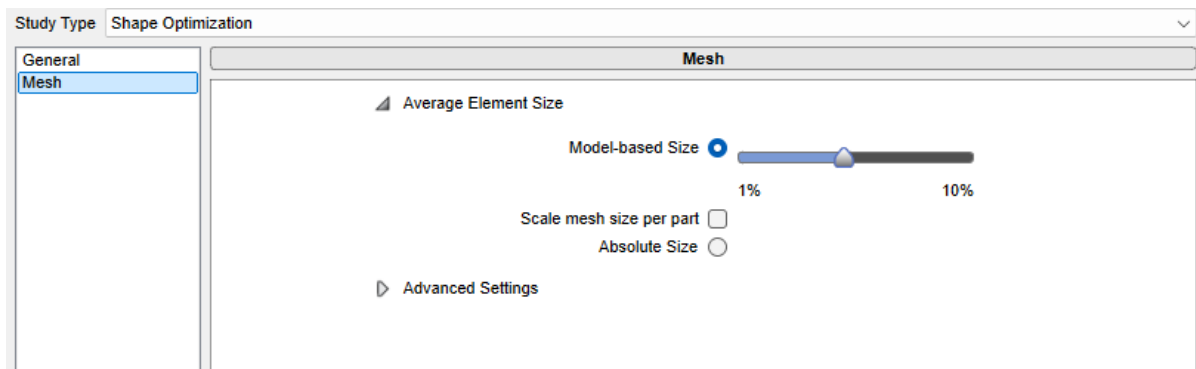 Study Type Shape Optimization
General
Mesh
Mesh
Average Element Size
Model-based Size
1% 10%
Scale mesh size per part
Absolute Size
Advanced Settings